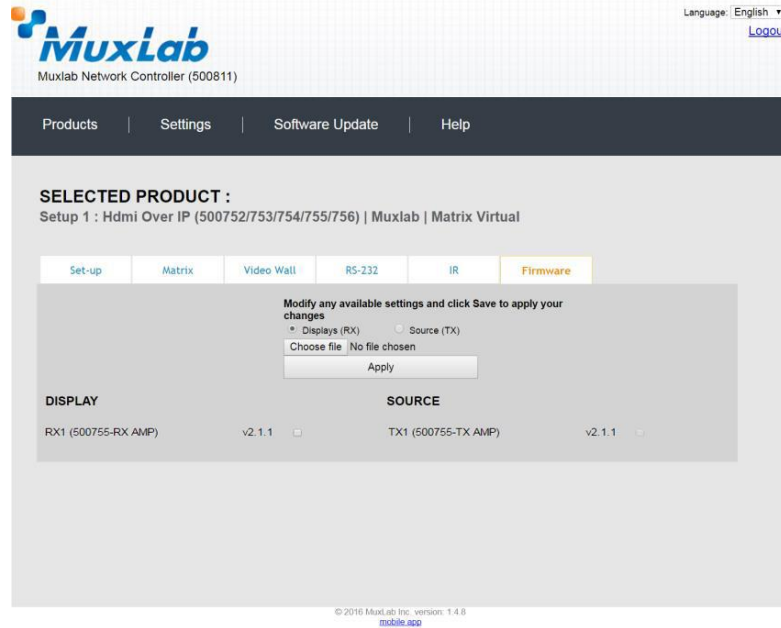 Language: English
Logou
MuxLab
Muxlab Network Controller (500811)
Products | Settings | Software Update | Help
SELECTED PRODUCT :
Setup 1 : Hdmi Over IP (500752/753/754/755/756) | Muxlab | Matrix Virtual
Set-up Matrix Video Wall RS-232 IR Firmware
Modify any available settings and click Save to apply your
changes
Displays (RX) Source (TX)
Choose file No file chosen
Apply
DISPLAY SOURCE
RX1 (500755-RX AMP) v2.1.1 TX1 (500755-TX AMP) v2.1.1
© 2016 MuxLab Inc. version: 1.4.8
mobile app